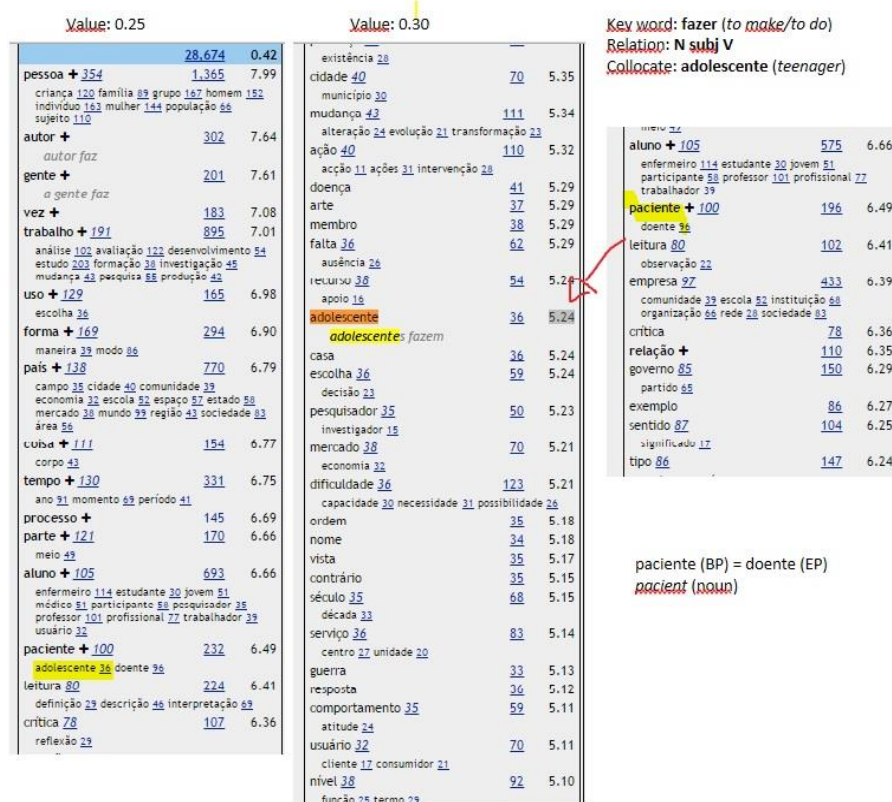 Value: 0.25
28,674 0.42
pessoa + 354 1,365 7.99
criança 120 família 89 grupo 167 homem 152
indivíduo 163 mulher 144 população 66
sujeito 110
autor + 302 7.64
autor faz
gente + 201 7.61
a gente faz
vez + 183 7.08
trabalho + 191 895 7.01
análise 102 avaliação 122 desenvolvimento 54
estudo 203 formação 38 investigação 45
mudança 43 pesquisa 55 produção 42
uso + 129 165 6.98
escolha 36
forma + 169 294 6.90
maneira 39 modo 86
país + 138 770 6.79
campo 35 cidade 40 comunidade 39
economia 32 escola 52 espaço 57 estado 58
mercado 38 mundo 99 região 43 sociedade 83
área 56
coisa + 111 154 6.77
corpo 43
tempo + 130 331 6.75
ano 91 momento 69 período 41
processo + 145 6.69
parte + 121 170 6.66
meio 49
aluno + 105 693 6.66
enfermeiro 114 estudante 30 jovem 51
médico 51 participante 58 pesquisador 35
professor 101 profissional 77 trabalhador 39
usuário 32
paciente + 100 232 6.49
adolescente 36 doente 96
leitura 80 224 6.41
definição 29 descrição 46 interpretação 69
crítica 78 107 6.36
reflexão 29
Value: 0.30
existência 28
cidade 40 70 5.35
município 30
mudança 43 111 5.34
alteração 24 evolução 21 transformação 23
ação 40 110 5.32
acção 11 ações 31 intervenção 28
doença 41 5.29
arte 37 5.29
membro 38 5.29
falta 36 62 5.29
ausência 26
recurso 38 54 5.24
apoio 16
adolescente 36 5.24
adolescentes fazem
casa 36 5.24
escolha 36 59 5.24
decisão 23
pesquisador 35 50 5.23
investigador 15
mercado 38 70 5.21
economia 32
dificuldade 36 123 5.21
capacidade 30 necessidade 31 possibilidade 26
ordem 35 5.18
nome 34 5.18
vista 35 5.17
contrário 35 5.15
século 35 68 5.15
década 33
serviço 36 83 5.14
centro 27 unidade 20
guerra 33 5.13
resposta 36 5.12
comportamento 35 59 5.11
atitude 24
usuário 32 70 5.11
cliente 17 consumidor 21
nível 38 92 5.10
função 25 termo 29
Key word: fazer (to make/to do)
Relation: N subj V
Collocate: adolescente (teenager)
meio 47
aluno + 105 575 6.66
enfermeiro 114 estudante 30 jovem 51
participante 58 professor 101 profissional 77
trabalhador 39
paciente + 100 196 6.49
doente 96
leitura 80 102 6.41
observação 22
empresa 97 433 6.39
comunidade 39 escola 52 instituição 68
organização 66 rede 28 sociedade 83
crítica 78 6.36
relação + 110 6.35
governo 85 150 6.29
partido 65
exemplo 86 6.27
sentido 87 104 6.25
significado 17
tipo 86 147 6.24
paciente (BP) = doente (EP)
pacient (noun)